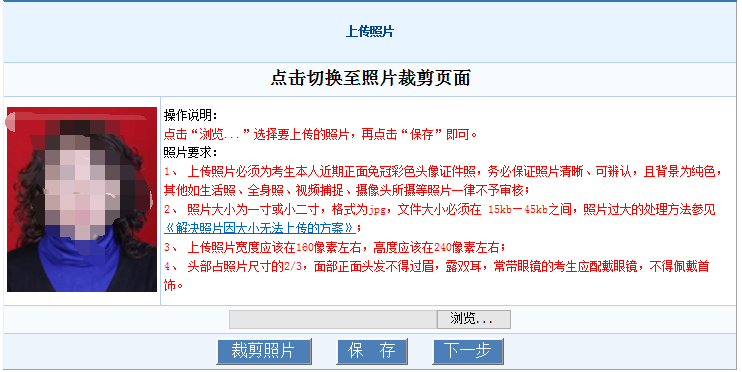 上传照片
点击切换至照片裁剪页面
操作说明：
点击“浏览...”选择要上传的照片，再点击“保存”即可。
照片要求：
1、 上传照片必须为考生本人近期正面免冠彩色头像证件照，务必保证照片清晰、可辨认，且背景为纯色，
其他如生活照、全身照、视频捕捉、摄像头所摄等照片一律不予审核；
2、 照片大小为一寸或小二寸，格式为jpg，文件大小必须在 15kb－45kb之间，照片过大的处理方法参见
《解决照片因大小无法上传的方案》；
3、 上传照片宽度应该在160像素左右，高度应该在240像素左右；
4、 头部占照片尺寸的2/3，面部正面头发不得过眉，露双耳，常带眼镜的考生应配戴眼镜，不得佩戴首
饰。
浏览...
裁剪照片 保 存 下一步